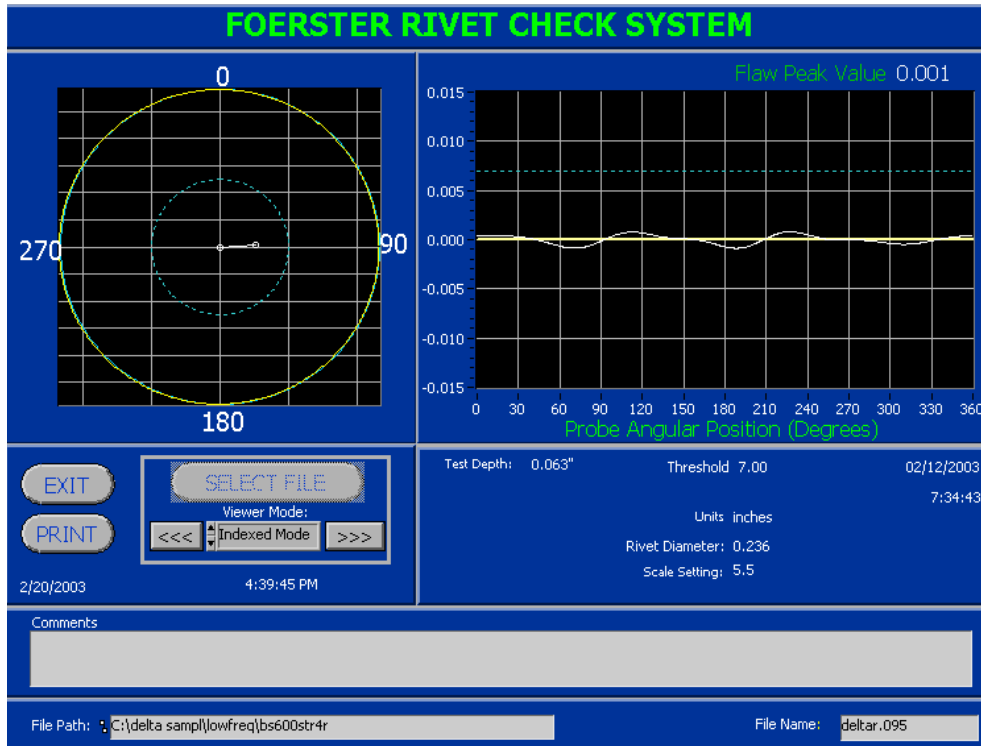 FOERSTER RIVET CHECK SYSTEM
0
270
90
180
Flaw Peak Value 0.001
0.015
0.010
0.005
0.000
-0.005
-0.010
-0.015
0 30 60 90 120 150 180 210 240 270 300 330 360
Probe Angular Position (Degrees)
EXIT
PRINT
SELECT FILE
Viewer Mode:
<<< Indexed Mode >>>
2/20/2003 4:39:45 PM
Test Depth: 0.063" Threshold 7.00 02/12/2003
7:34:43
Units inches
Rivet Diameter: 0.236
Scale Setting: 5.5
Comments
File Path: C:\delta sampl\lowfreq\bs600str4r File Name: deltar.095